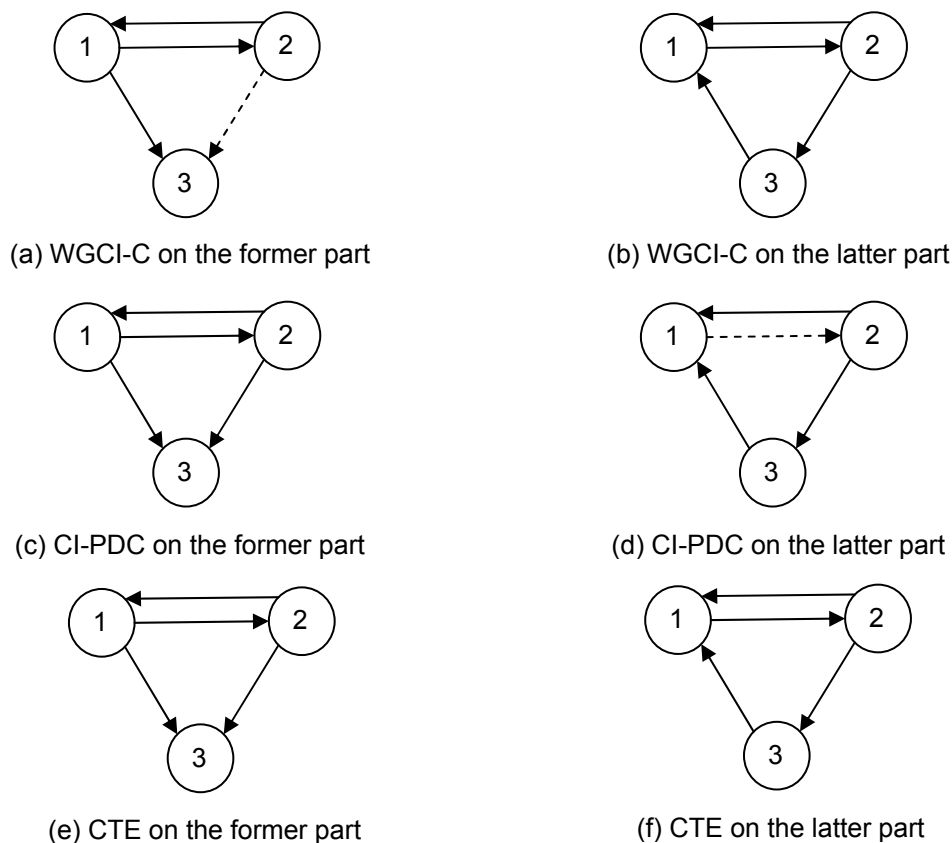 1 2 1 2
3 3
(a) WGCI-C on the former part (b) WGCI-C on the latter part
1 2 1 2
3 3
(c) CI-PDC on the former part (d) CI-PDC on the latter part
1 2 1 2
3 3
(e) CTE on the former part (f) CTE on the latter part